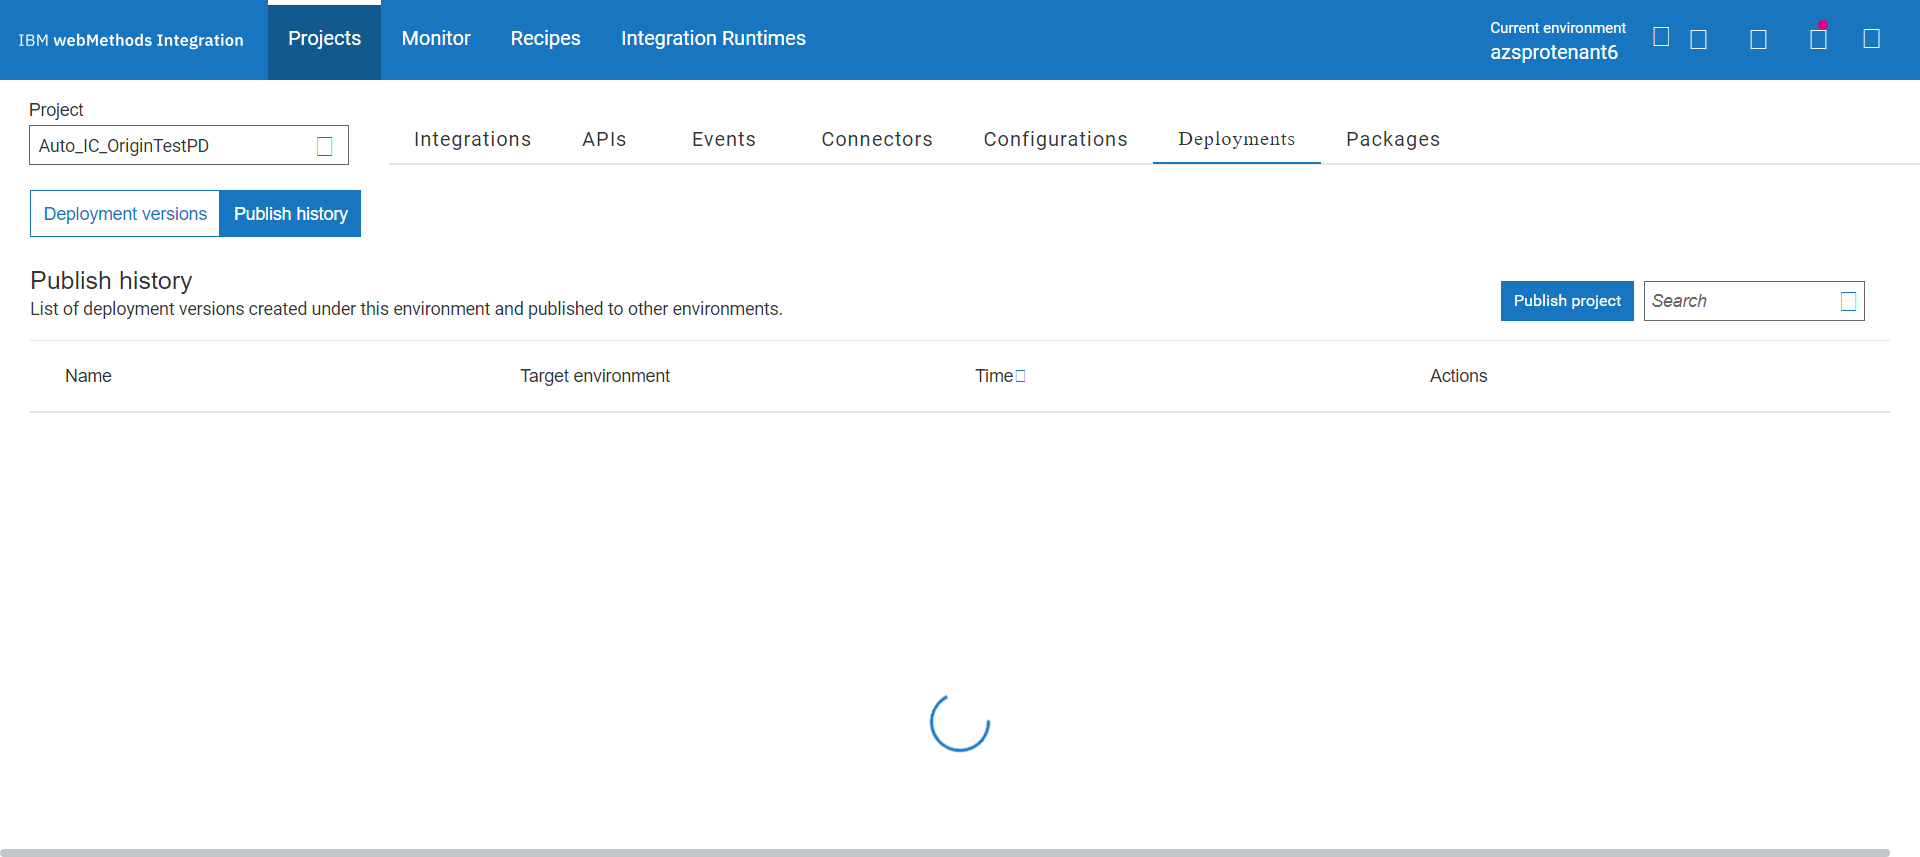 IBM webMethods Integration
Projects
Monitor
Recipes
Integration Runtimes
Current environment
azsprotenant6
Project
Auto_IC_OriginTestPD
Integrations
APIs
Events
Connectors
Configurations
Deployments
Packages
Deployment versions
Publish history
Publish history
List of deployment versions created under this environment and published to other environments.
Publish project
Search
Name
Target environment
Time
Actions